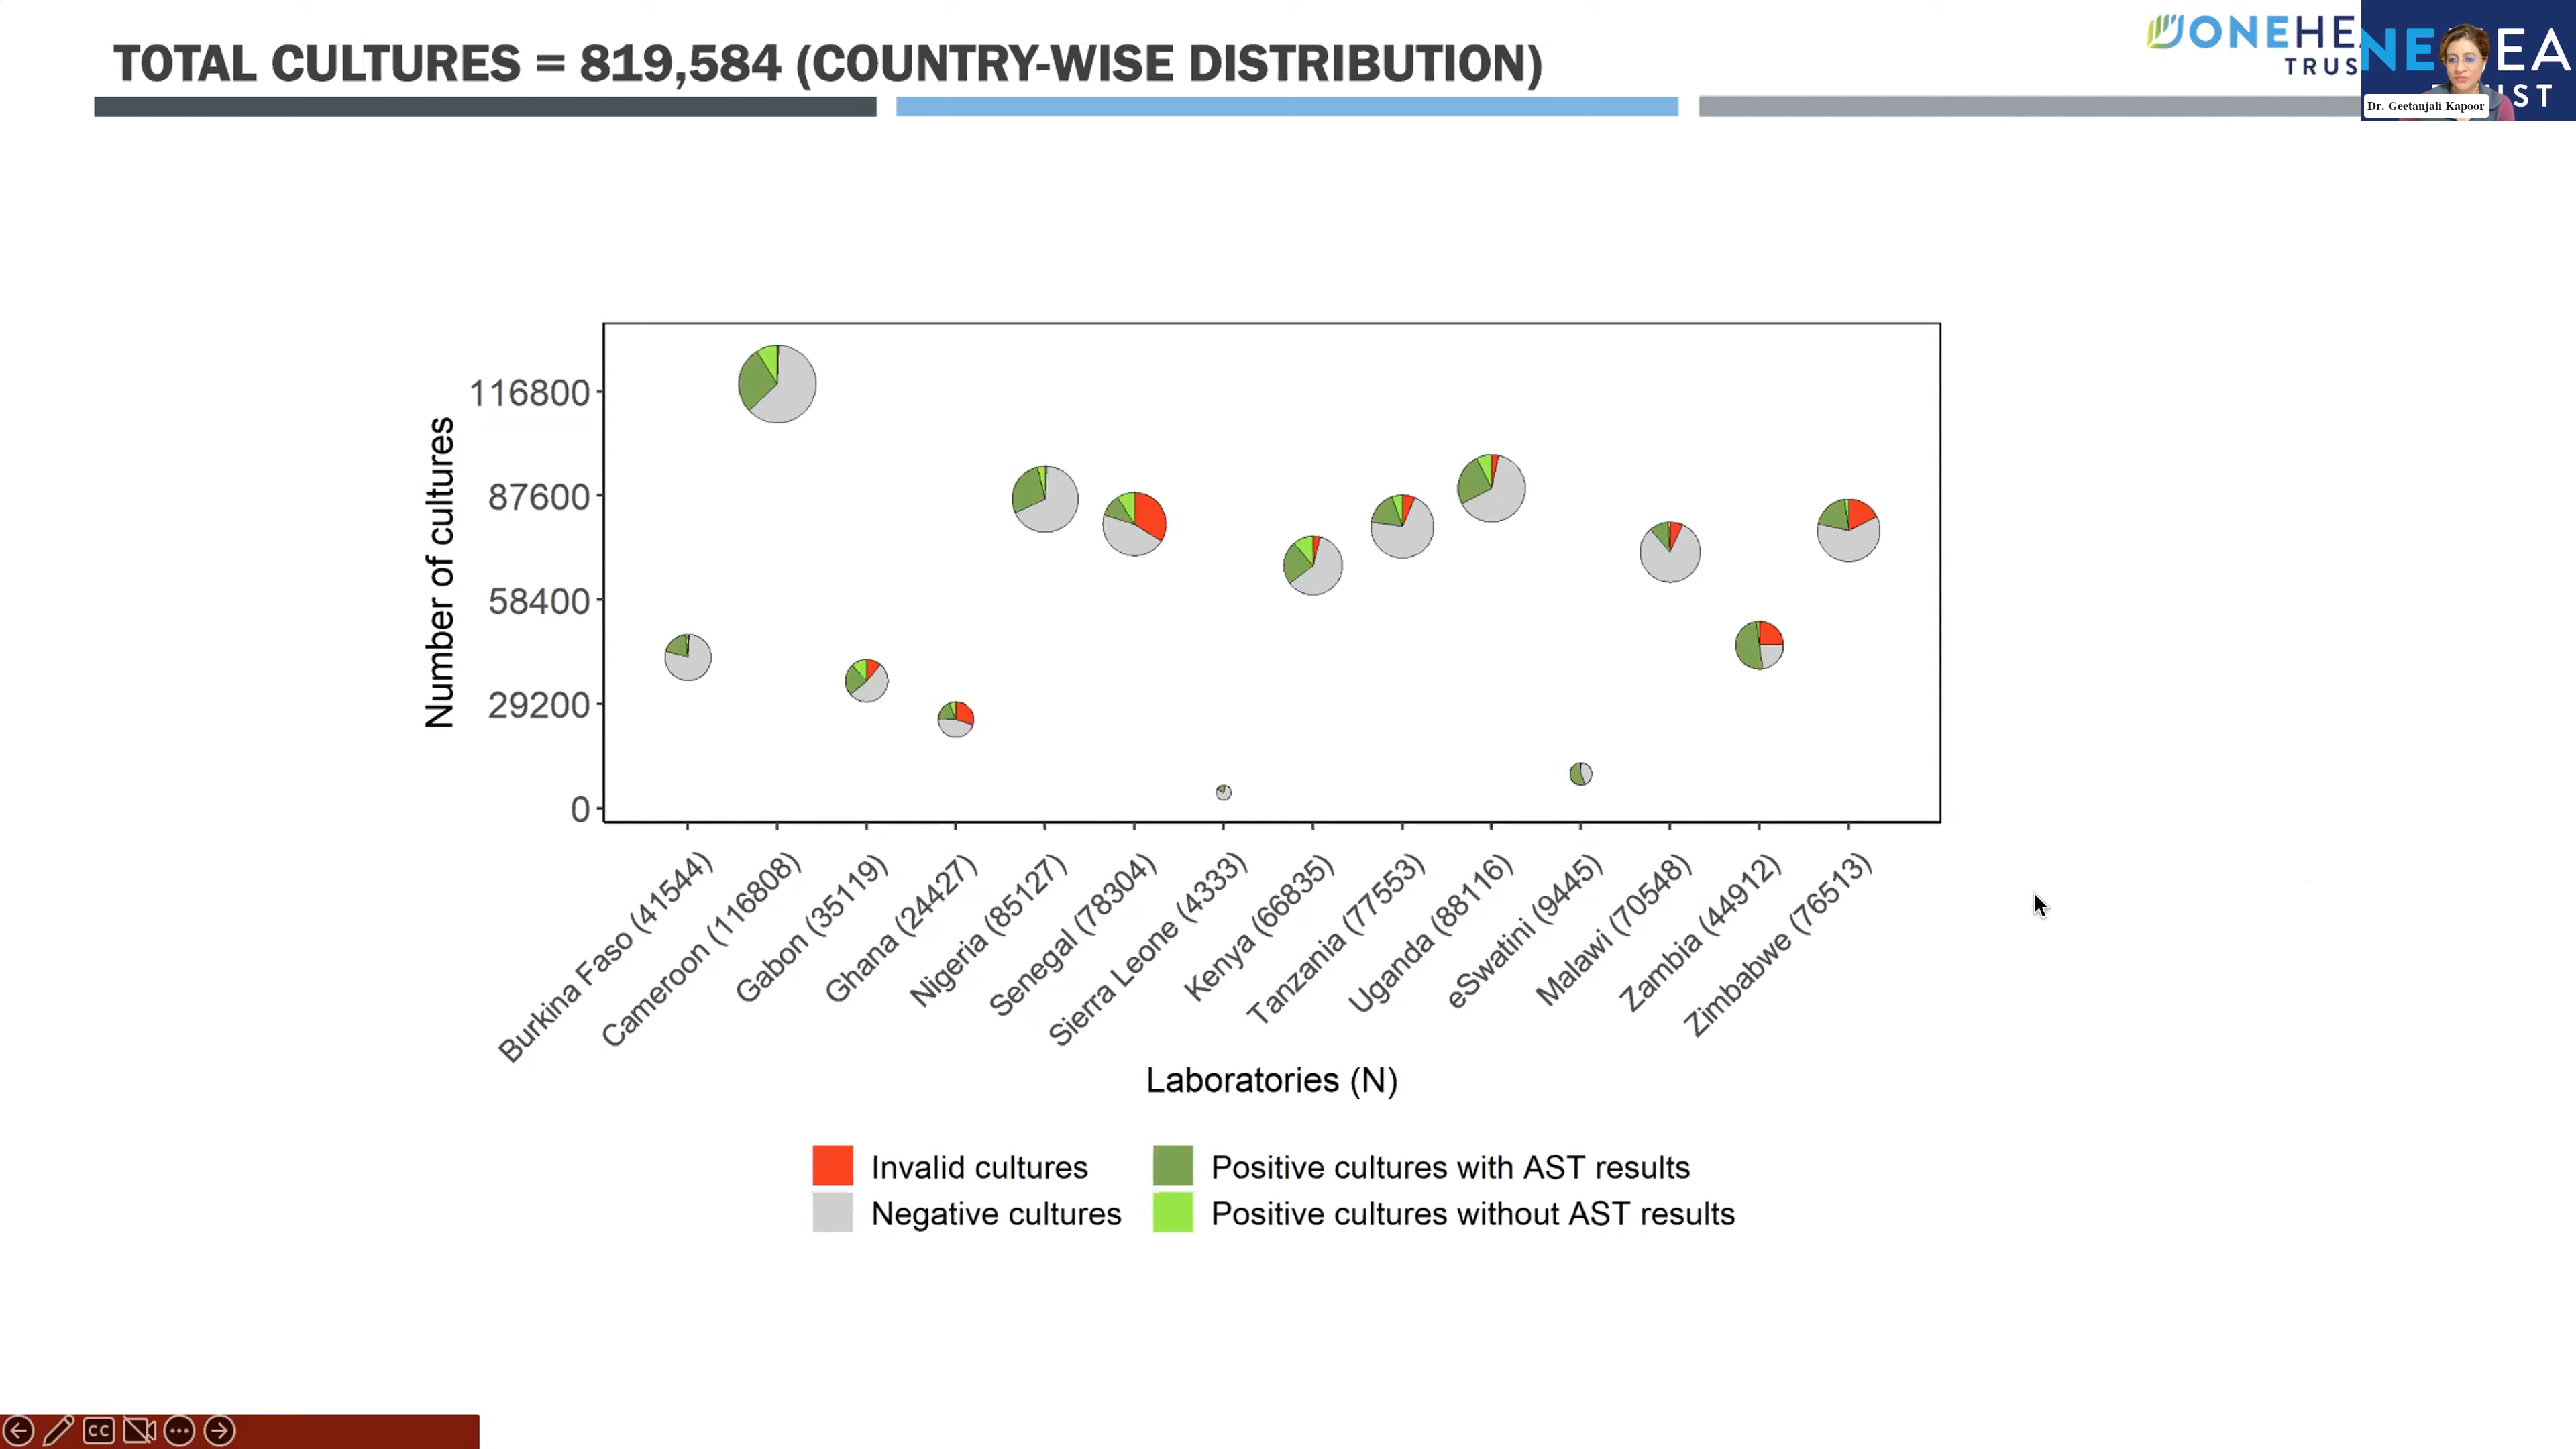 TOTAL CULTURES = 819,584 (COUNTRY-WISE DISTRIBUTION)
ONEHE
TRUS
NE EA
ST
Dr. Geetanjali Kapoor
Number of cultures
116800
87600
58400
29200
0
Burkina Faso (41544)
Cameroon (116808)
Gabon (35119)
Ghana (24427)
Nigeria (85127)
Senegal (78304)
Sierra Leone (4333)
Kenya (66835)
Tanzania (77553)
Uganda (88116)
eSwatini (9445)
Malawi (70548)
Zambia (44912)
Zimbabwe (76513)
Laboratories (N)
Invalid cultures
Positive cultures with AST results
Negative cultures
Positive cultures without AST results
CC